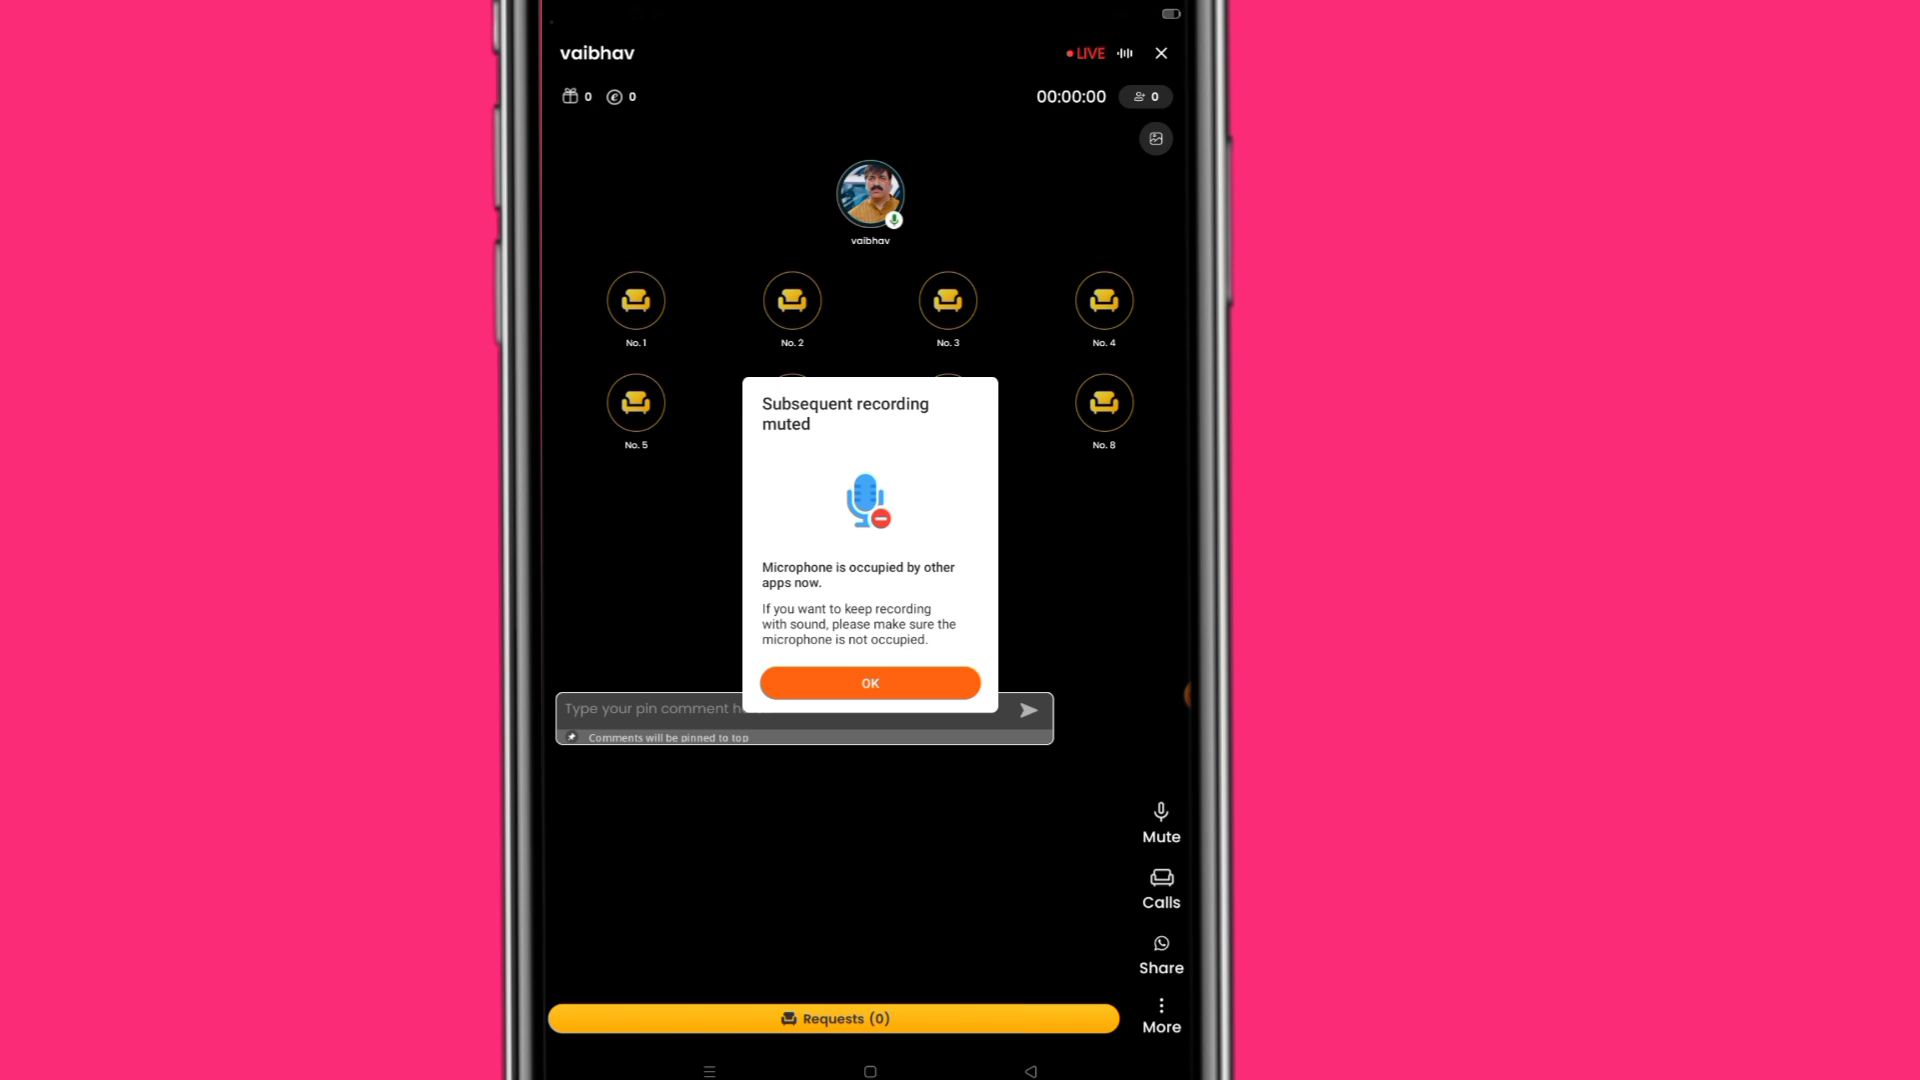 vaibhav
LIVE
0
0
00:00:00
0
vaibhav
No. 1
No. 2
No. 3
No. 4
No. 5
No. 8
Subsequent recording
muted
Microphone is occupied by other
apps now.
If you want to keep recording
with sound, please make sure the
microphone is not occupied.
OK
Type your pin comment h
Comments will be pinned to top
Mute
Calls
Share
More
Requests (0)